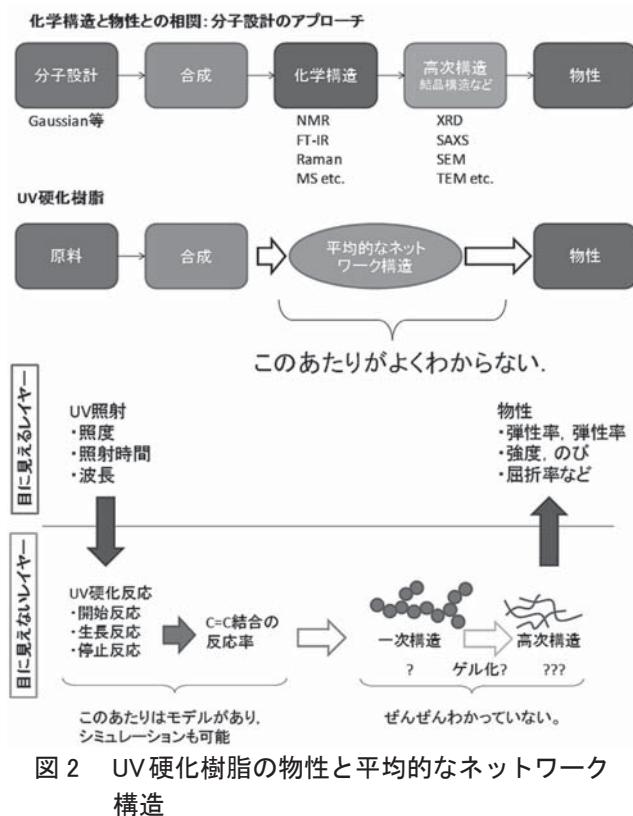 化学構造と物性との相関：分子設計のアプローチ
分子設計
合成
化学構造
高次構造
結晶構造など
物性
Gaussian等
NMR
FT-IR
Raman
MS etc.
XRD
SAXS
SEM
TEM etc.
UV硬化樹脂
原料
合成
平均的なネット
ワーク構造
物性
このあたりがよくわからない.
目に見えるレイヤー
UV照射
・照度
・照射時間
・波長
物性
・弾性率, 弾性率
・強度, のび
・屈折率など
目に見えないレイヤー
UV硬化反応
・開始反応
・生長反応
・停止反応
C=C結合の
反応率
一次構造
高次構造
?
ゲル化?
???
このあたりはモデルがあり,
シミュレーションも可能
ぜんぜんわかっていない。
図2 UV硬化樹脂の物性と平均的なネットワーク
構造